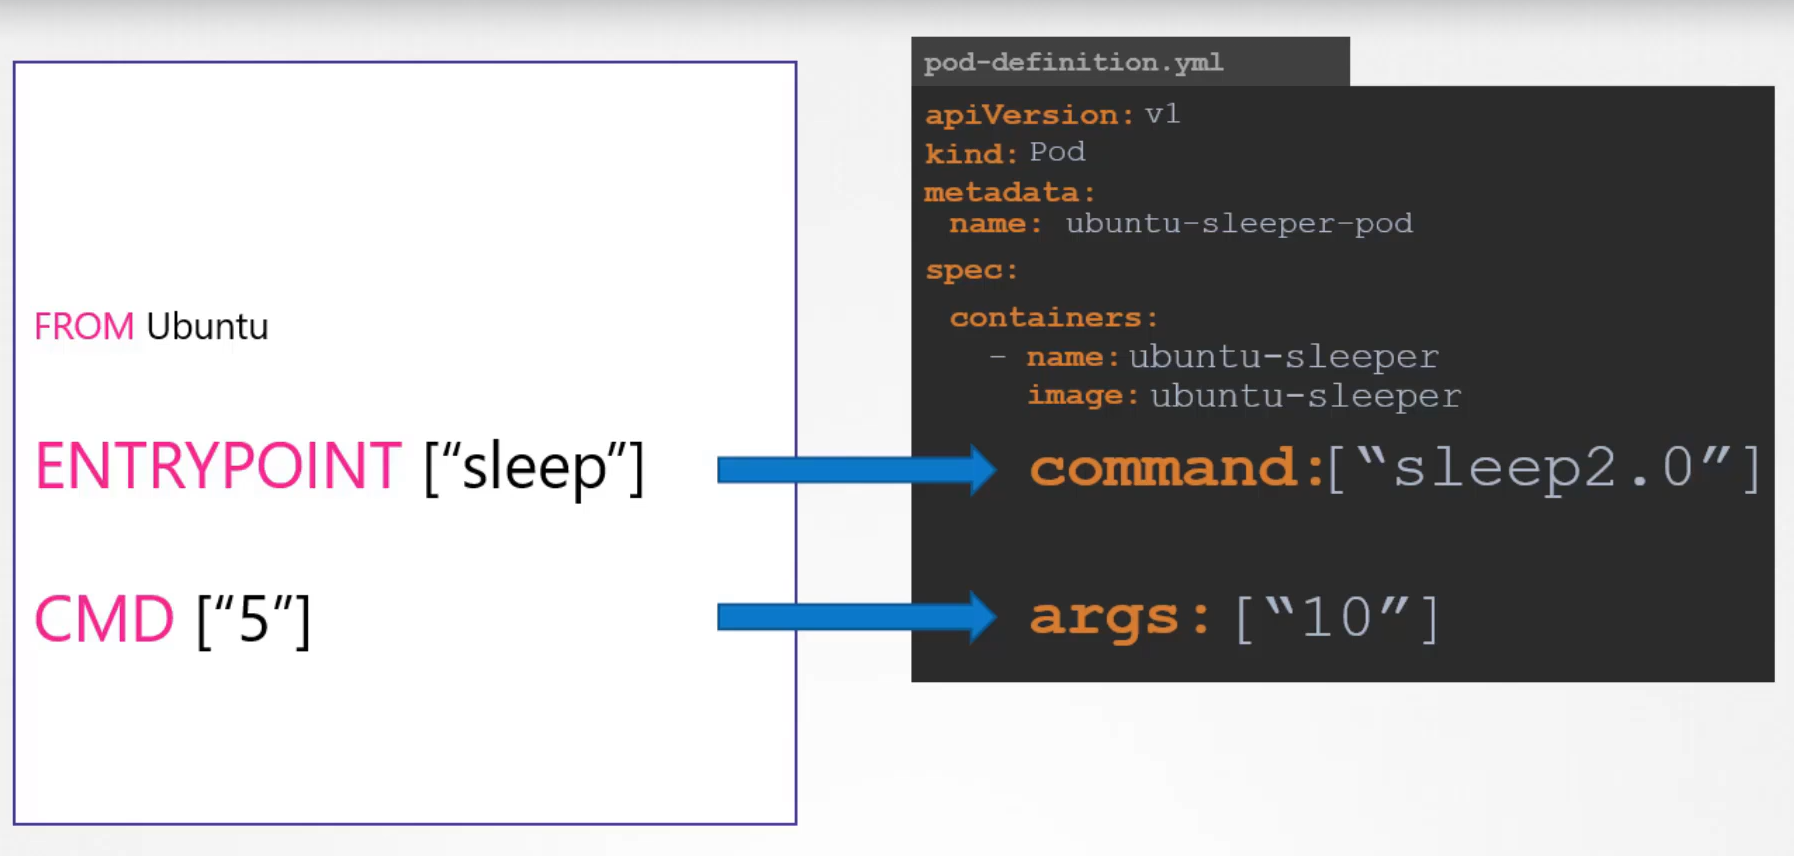 FROM Ubuntu
ENTRYPOINT [“sleep”]
CMD [“5”]
pod-definition.yml
apiVersion: v1
kind: Pod
metadata:
name: ubuntu-sleeper-pod
spec:
containers:
- name: ubuntu-sleeper
image: ubuntu-sleeper
command:[“sleep2.0”]
args: [“10”]